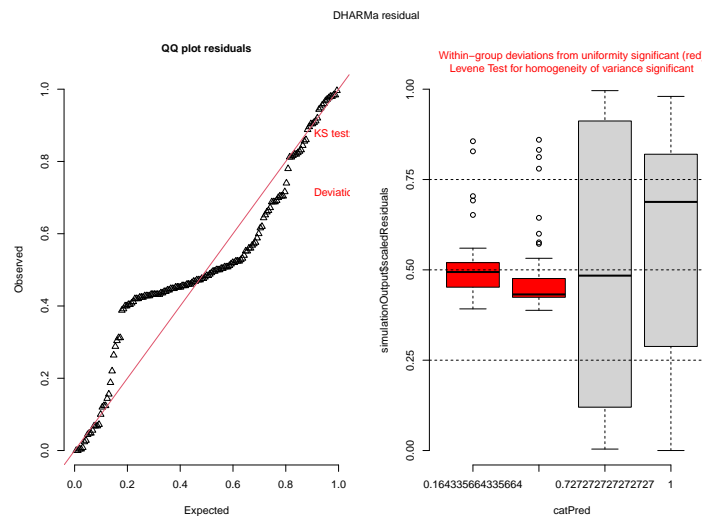 DHARMa residual
QQ plot residuals
Observed
0.0 0.2 0.4 0.6 0.8 1.0
KS test:
Deviatic
0.0 0.2 0.4 0.6 0.8 1.0
Expected
Within−group deviations from uniformity significant (red
Levene Test for homogeneity of variance significant
simulationOutput$scaledResiduals
0.00 0.25 0.50 0.75 1.00
0.164335664335664 0.727272727272727 1
catPred